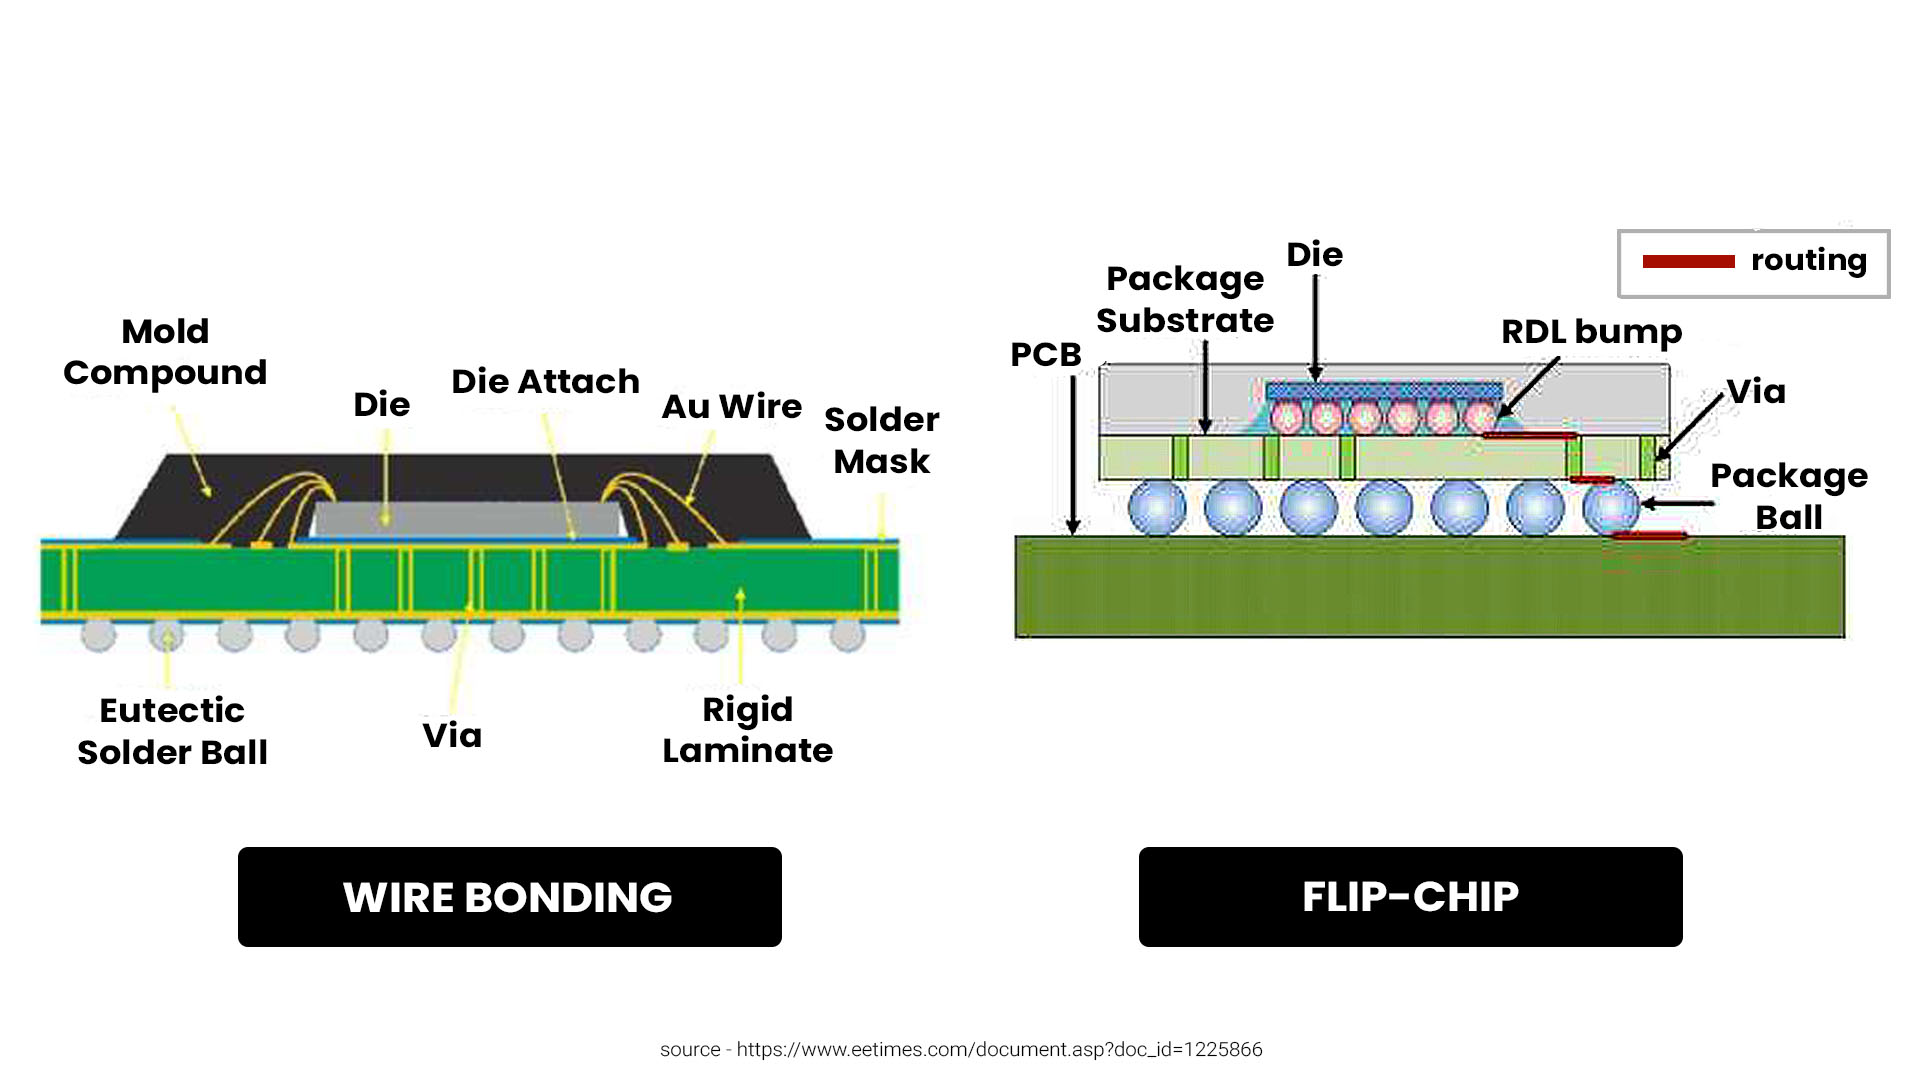 Mold
Compound
Die
Die Attach
Au Wire
Solder
Mask
Eutectic
Solder Ball
Via
Rigid
Laminate
WIRE BONDING
Die
Package
Substrate
PCB
routing
RDL bump
Via
Package
Ball
FLIP-CHIP
source - https://www.eetimes.com/document.asp?doc_id=1225866